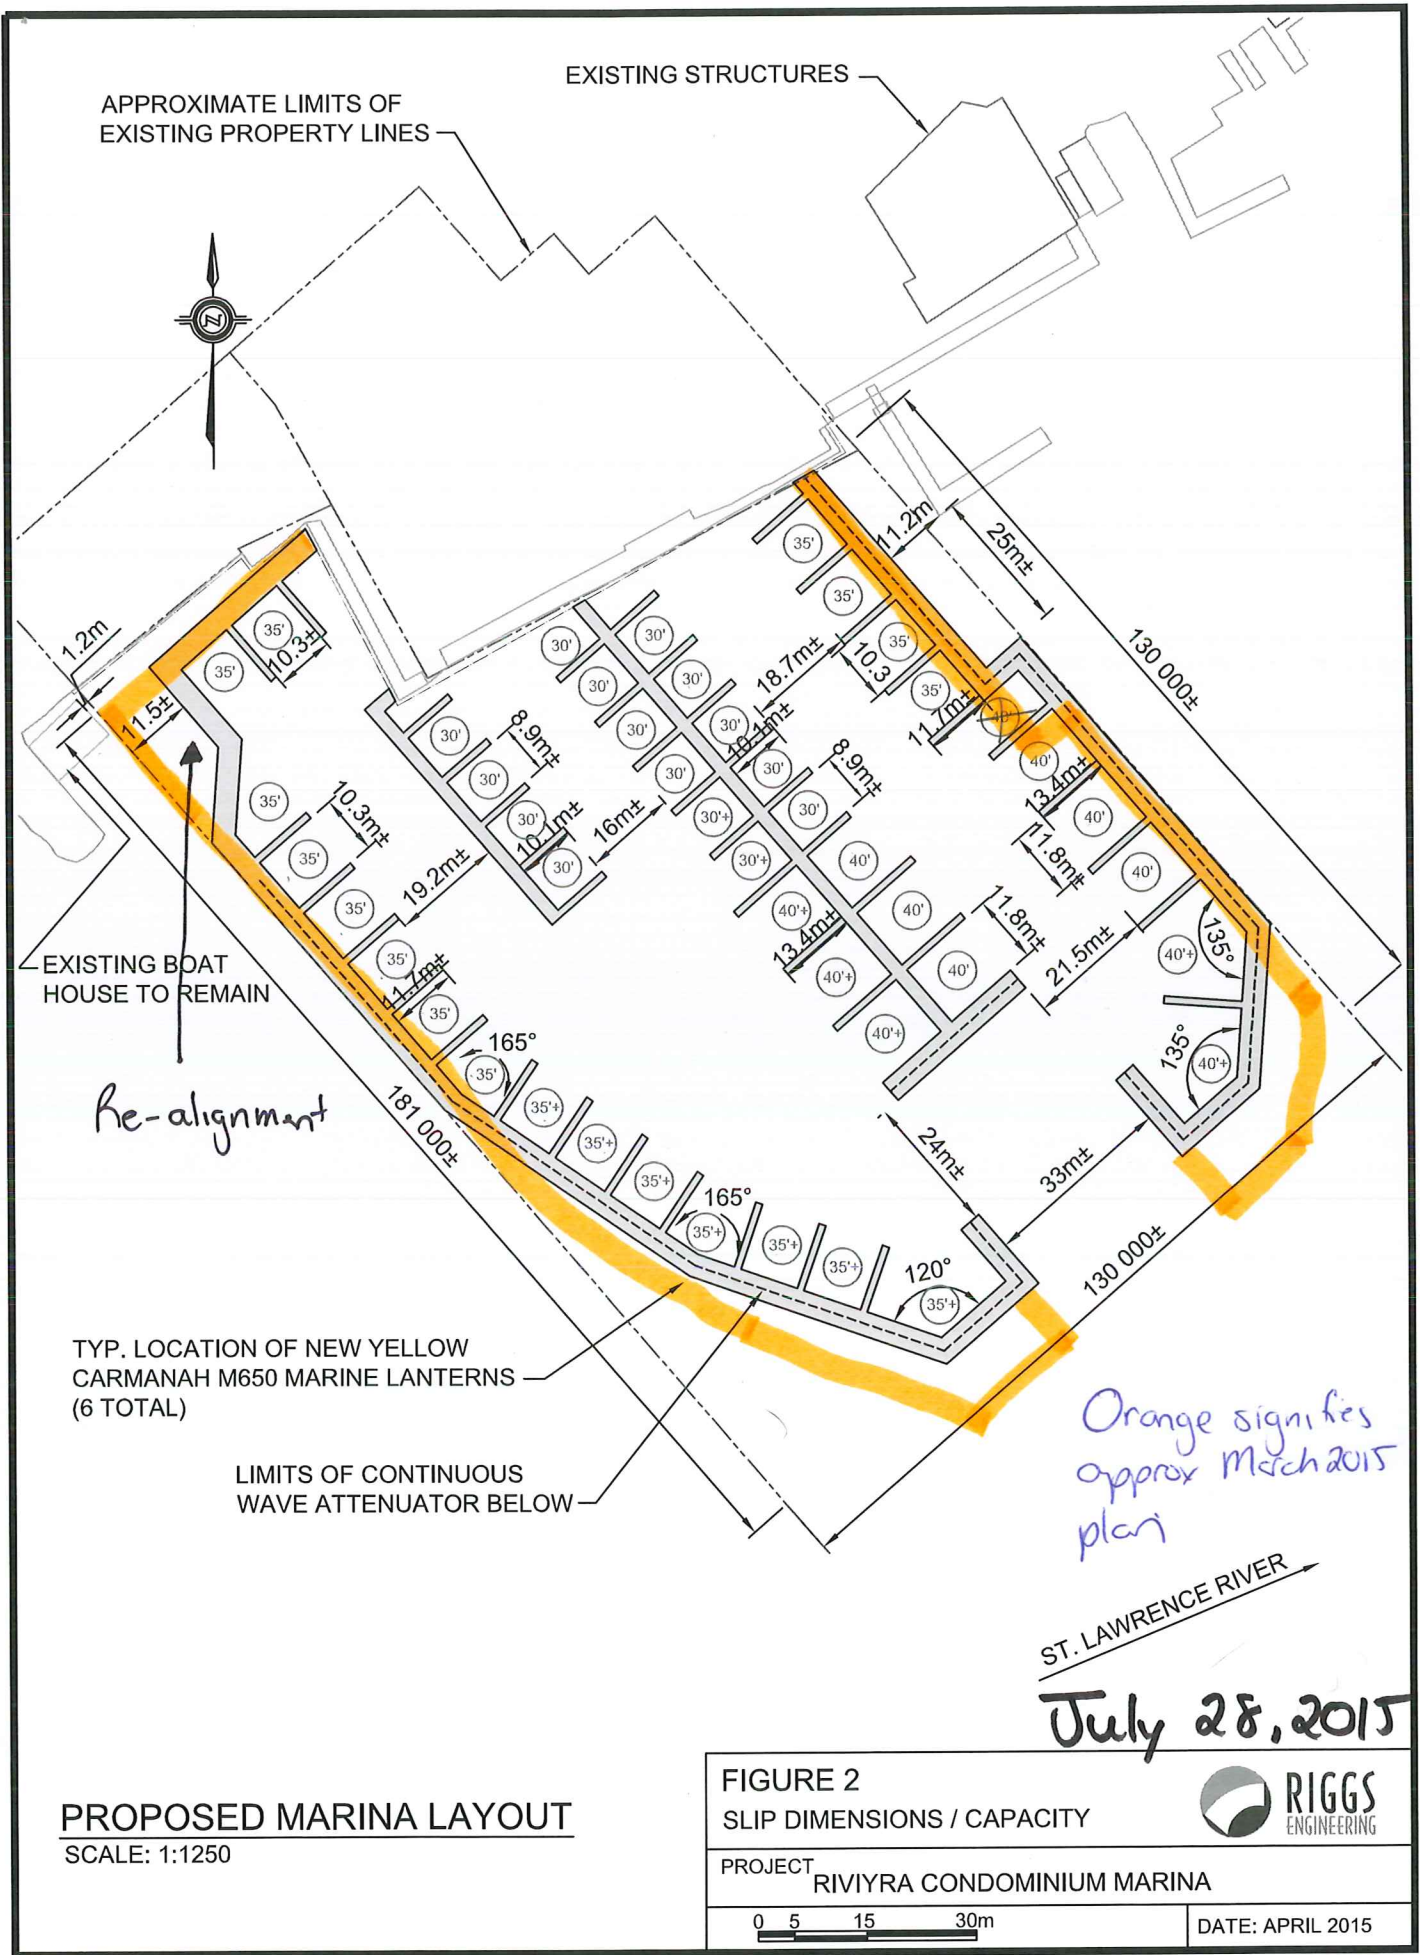 EXISTING STRUCTURES
APPROXIMATE LIMITS OF
EXISTING PROPERTY LINES
N
11.2m
25m±
130 000±
35'
35'
35'
35'
10.3
18.7m±
11.7m±
40'
40'
13.4m±
40'
11.8m±
40'
21.5m±
135°
40'+
135°
40'+
1.2m
11.5±
35'
35'
10.3±
30'
30'
30'
30'
30'
30'
30'
30'
10.1m±
30'
30'
8.9m±
30'+
30'+
40'
40'+
40'
13.4m±
40'+
40'
11.8m±
40'+
30'
8.9m±
30'
30'
10.1m±
16m±
30'
19.2m±
35'
10.3m±
35'
35'
35'
11.7m±
35'
165°
35'
35'+
35'+
35'+
165°
35'+
35'+
35'+
120°
35'+
24m±
33m±
130 000±
181 000±
EXISTING BOAT
HOUSE TO REMAIN
Re-alignment
TYP. LOCATION OF NEW YELLOW
CARMANAH M650 MARINE LANTERNS
(6 TOTAL)
LIMITS OF CONTINUOUS
WAVE ATTENUATOR BELOW
Orange signifies
approx March 2015
plan
ST. LAWRENCE RIVER
July 28, 2015
PROPOSED MARINA LAYOUT
SCALE: 1:1250
FIGURE 2
SLIP DIMENSIONS / CAPACITY
RIGGS
ENGINEERING
PROJECT
RIVIYRA CONDOMINIUM MARINA
0 5 15 30m
DATE: APRIL 2015